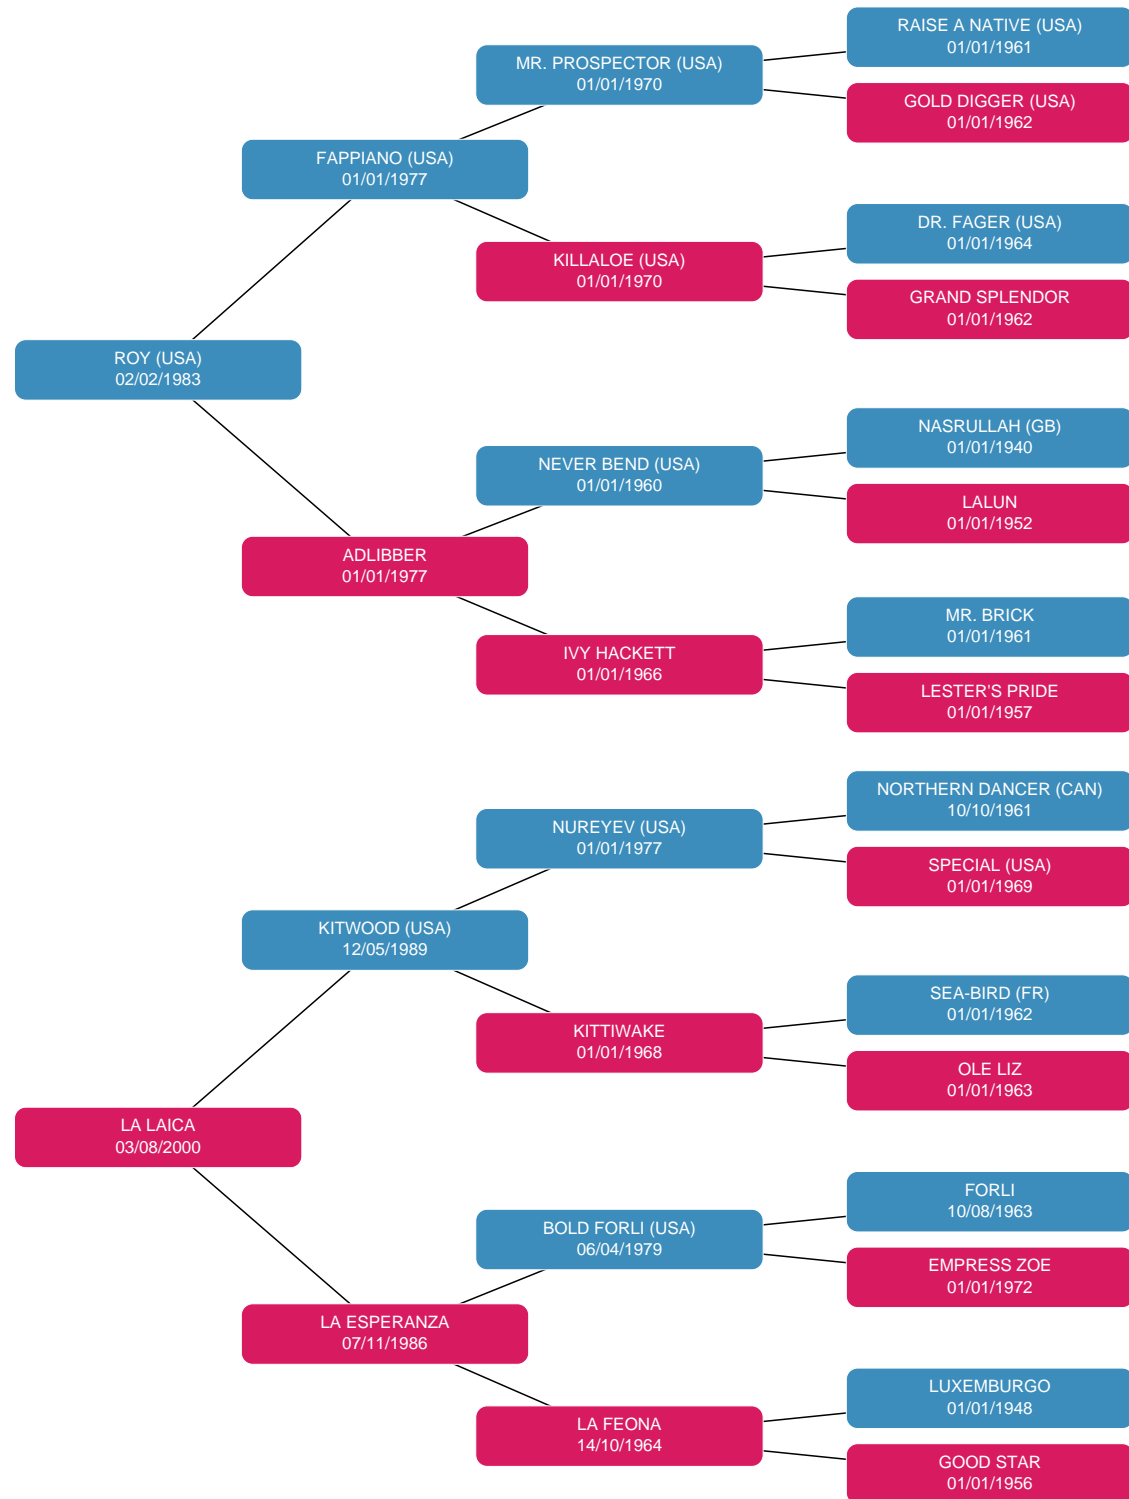 RAISE A NATIVE (USA)
01/01/1961
MR. PROSPECTOR (USA)
01/01/1970
GOLD DIGGER (USA)
01/01/1962
FAPPIANO (USA)
01/01/1977
DR. FAGER (USA)
01/01/1964
KILLALOE (USA)
01/01/1970
GRAND SPLENDOR
01/01/1962
ROY (USA)
02/02/1983
NASRULLAH (GB)
01/01/1940
NEVER BEND (USA)
01/01/1960
LALUN
01/01/1952
ADLIBBER
01/01/1977
MR. BRICK
01/01/1961
IVY HACKETT
01/01/1966
LESTER'S PRIDE
01/01/1957
NORTHERN DANCER (CAN)
10/10/1961
NUREYEV (USA)
01/01/1977
SPECIAL (USA)
01/01/1969
KITWOOD (USA)
12/05/1989
SEA-BIRD (FR)
01/01/1962
KITTIWAKE
01/01/1968
OLE LIZ
01/01/1963
LA LAICA
03/08/2000
FORLI
10/08/1963
BOLD FORLI (USA)
06/04/1979
EMPRESS ZOE
01/01/1972
LA ESPERANZA
07/11/1986
LUXEMBURGO
01/01/1948
LA FEONA
14/10/1964
GOOD STAR
01/01/1956